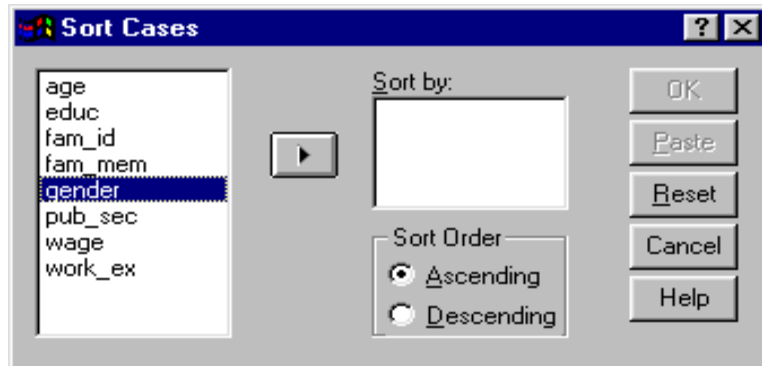 Sort Cases
age
educ
fam_id
fam_mem
gender
pub_sec
wage
work_ex
Sort by:
Sort Order
Ascending
Descending
OK
Paste
Reset
Cancel
Help